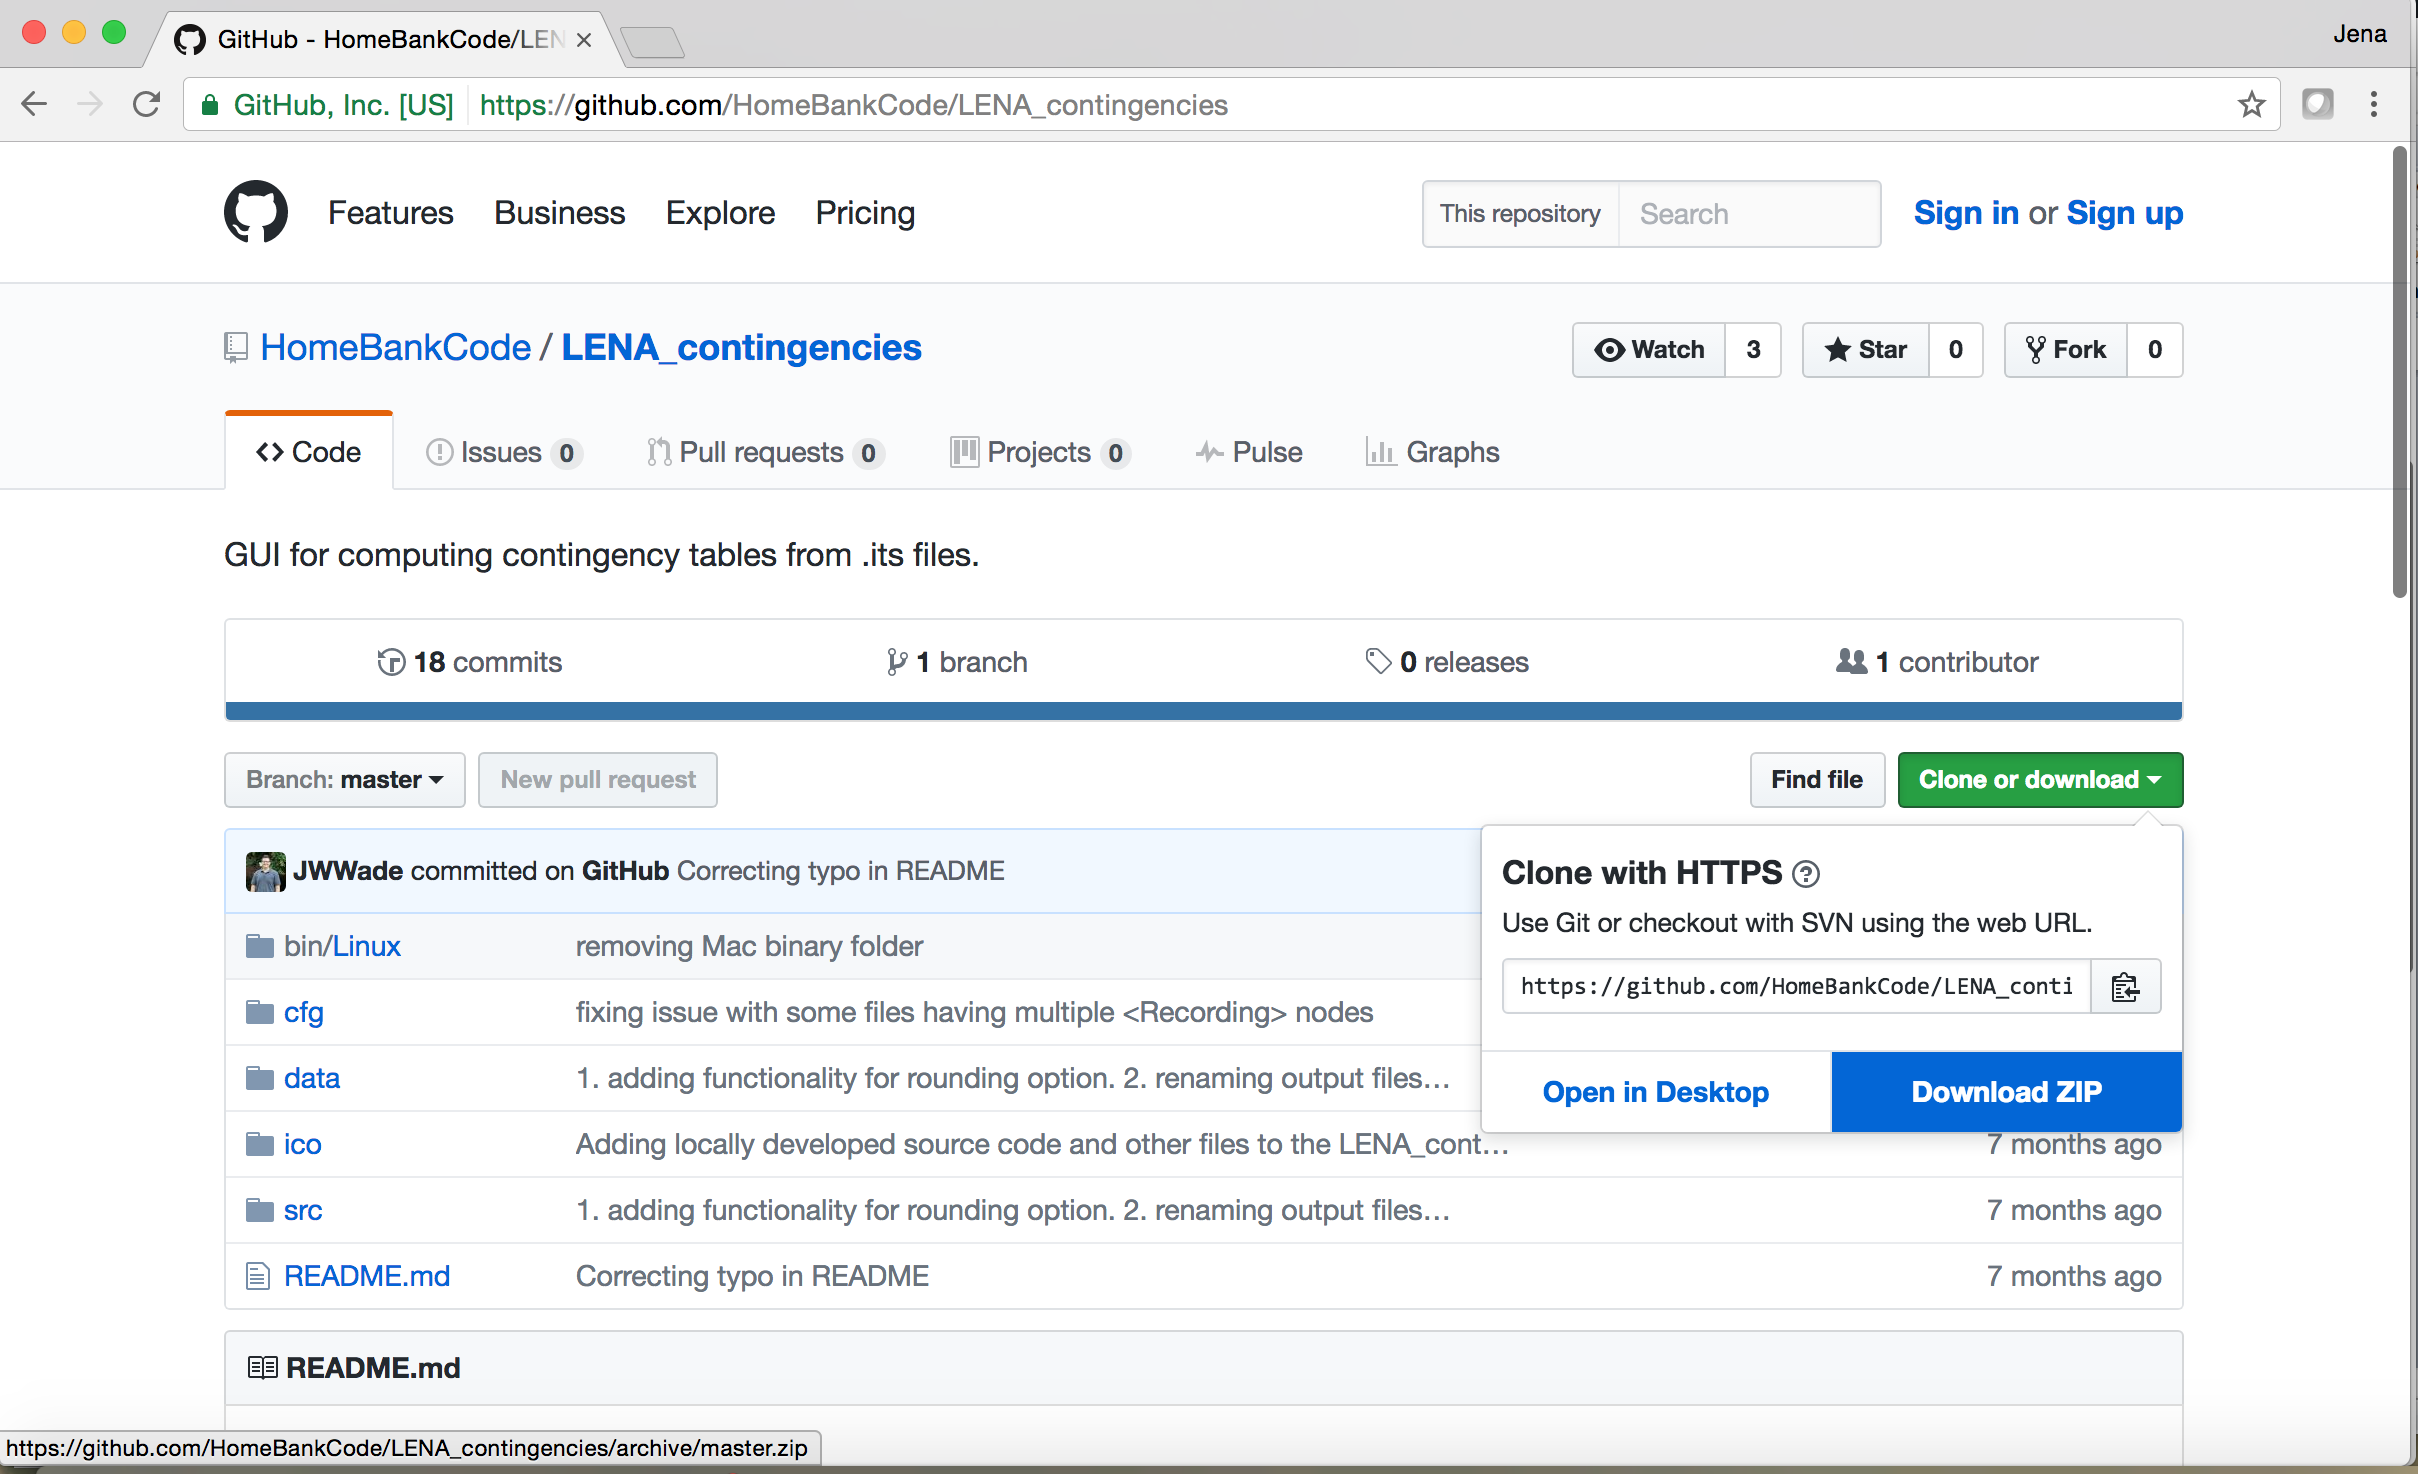 GitHub - HomeBankCode/LEN
Jena
GitHub, Inc. [US] https://github.com/HomeBankCode/LENA_contingencies
Features Business Explore Pricing This repository Search Sign in or Sign up
HomeBankCode / LENA_contingencies Watch 3 Star 0 Fork 0
Code Issues 0 Pull requests 0 Projects 0 Pulse Graphs
GUI for computing contingency tables from .its files.
18 commits 1 branch 0 releases 1 contributor
Branch: master New pull request Find file Clone or download
JWWade committed on GitHub Correcting typo in README
Clone with HTTPS ?
Use Git or checkout with SVN using the web URL.
https://github.com/HomeBankCode/LENA_conti
Open in Desktop Download ZIP
bin/Linux removing Mac binary folder
cfg fixing issue with some files having multiple <Recording> nodes
data 1. adding functionality for rounding option. 2. renaming output files…
ico Adding locally developed source code and other files to the LENA_cont… 7 months ago
src 1. adding functionality for rounding option. 2. renaming output files… 7 months ago
README.md Correcting typo in README 7 months ago
README.md
https://github.com/HomeBankCode/LENA_contingencies/archive/master.zip